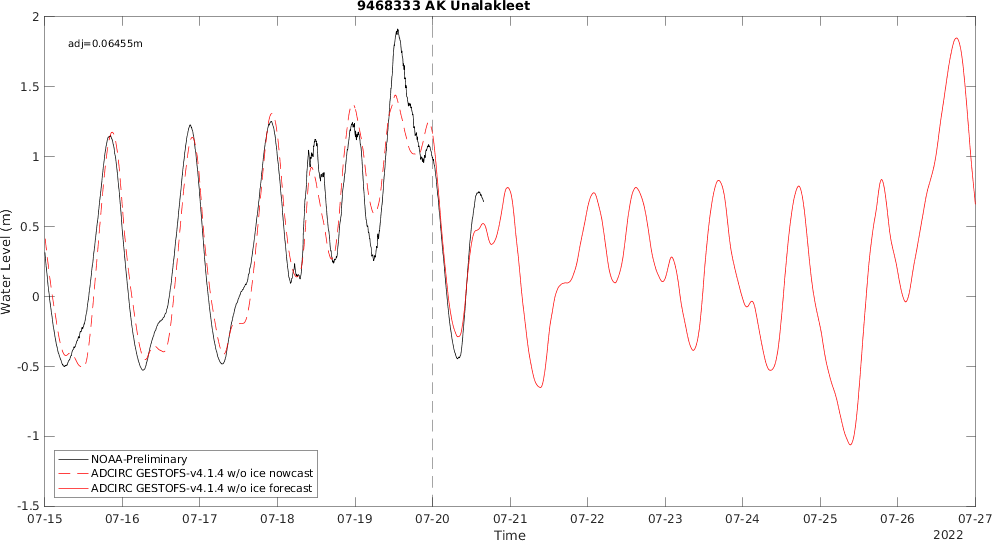 9468333 AK Unalakleet
adj=0.06455m
Water Level (m)
2
1.5
1
0.5
0
-0.5
-1
-1.5
NOAA-Preliminary
ADCIRC GESTOFS-v4.1.4 w/o ice nowcast
ADCIRC GESTOFS-v4.1.4 w/o ice forecast
07-15 07-16 07-17 07-18 07-19 07-20 07-21 07-22 07-23 07-24 07-25 07-26 07-27
Time
2022